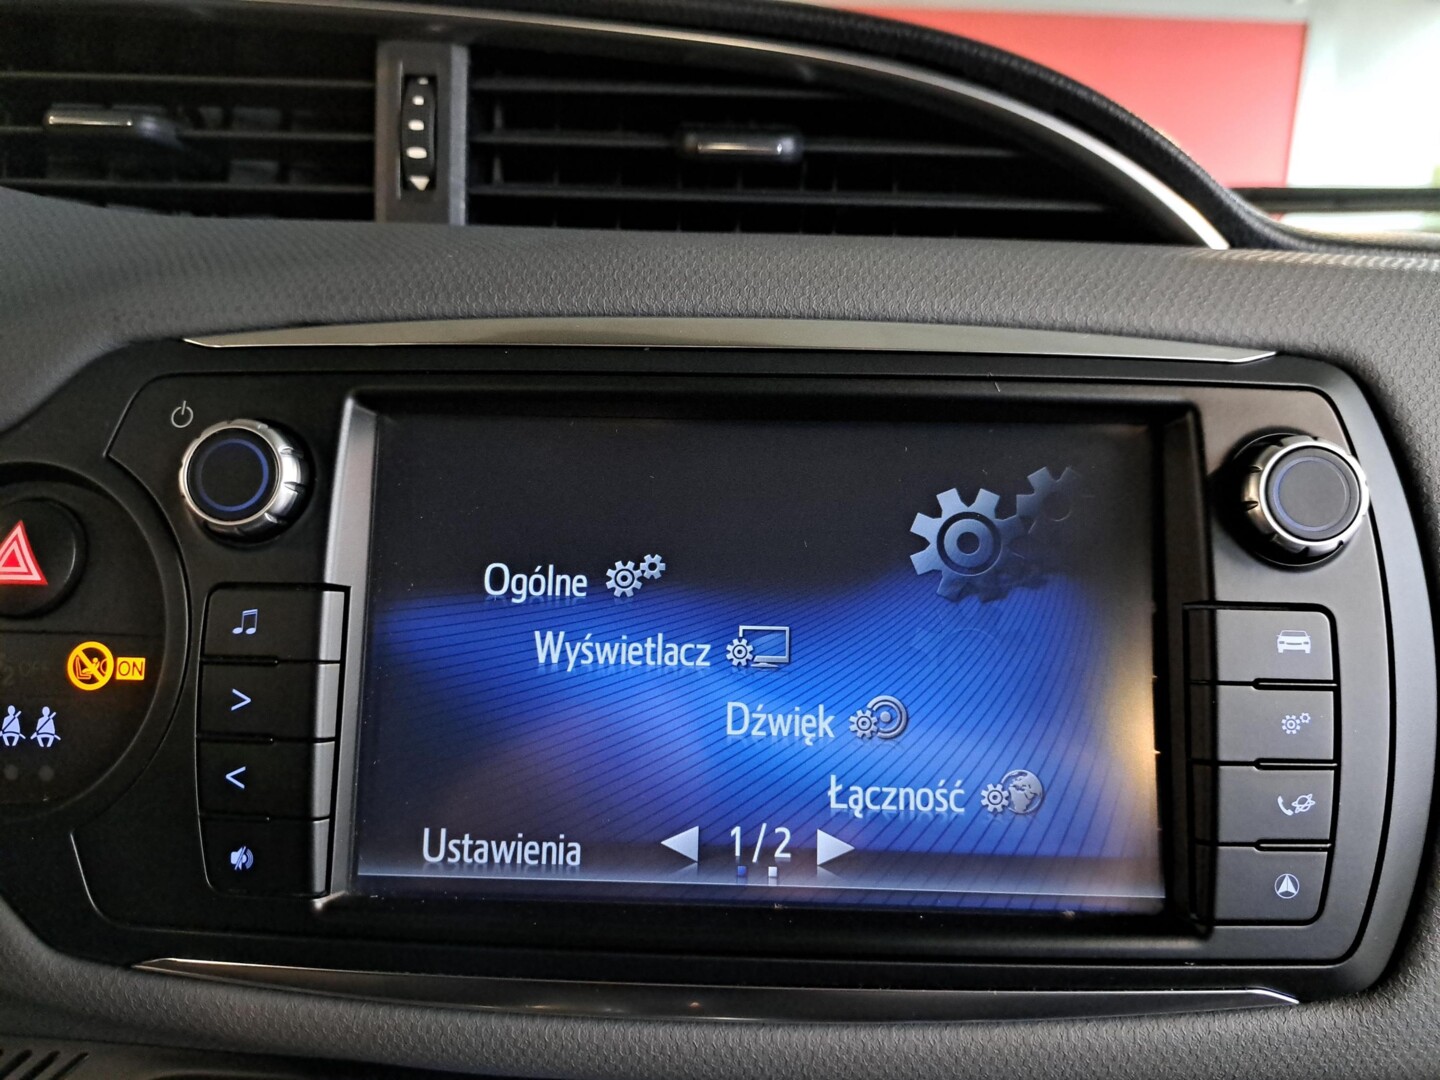 Ogólne
Wyświetlacz
Dźwięk
Łączność
Ustawienia
1/2
ON